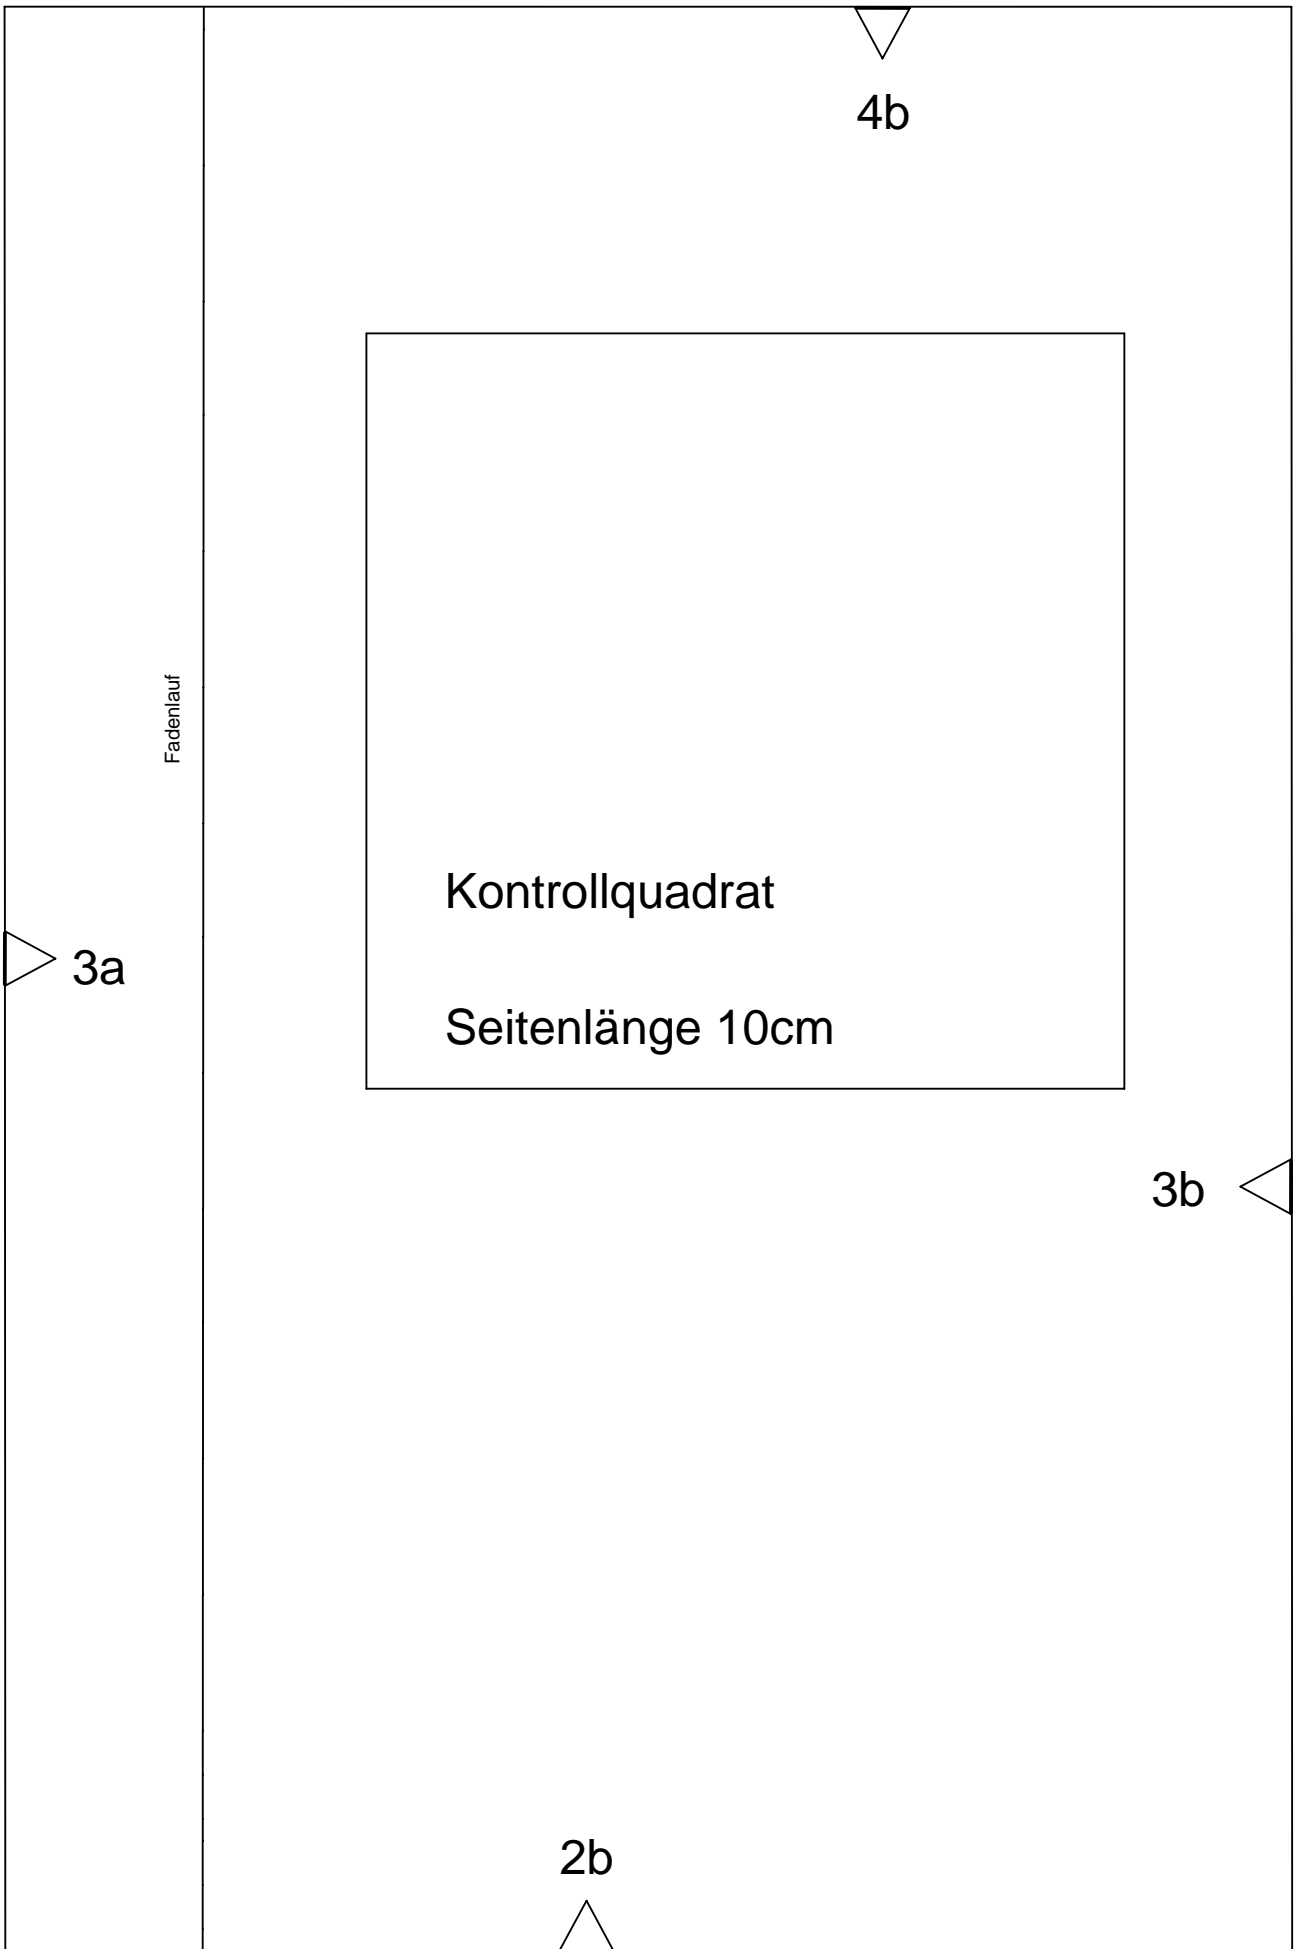 4b
Fadenlauf
Kontrollquadrat
3a
Seitenlänge 10cm
3b
2b